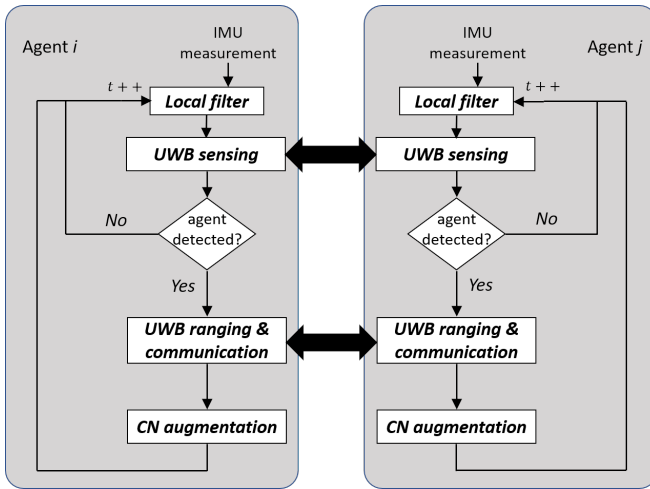 Agent i
IMU
measurement
t + +
Local filter
UWB sensing
agent
detected?
No
Yes
UWB ranging &
communication
CN augmentation
Agent j
IMU
measurement
t + +
Local filter
UWB sensing
agent
detected?
No
Yes
UWB ranging &
communication
CN augmentation